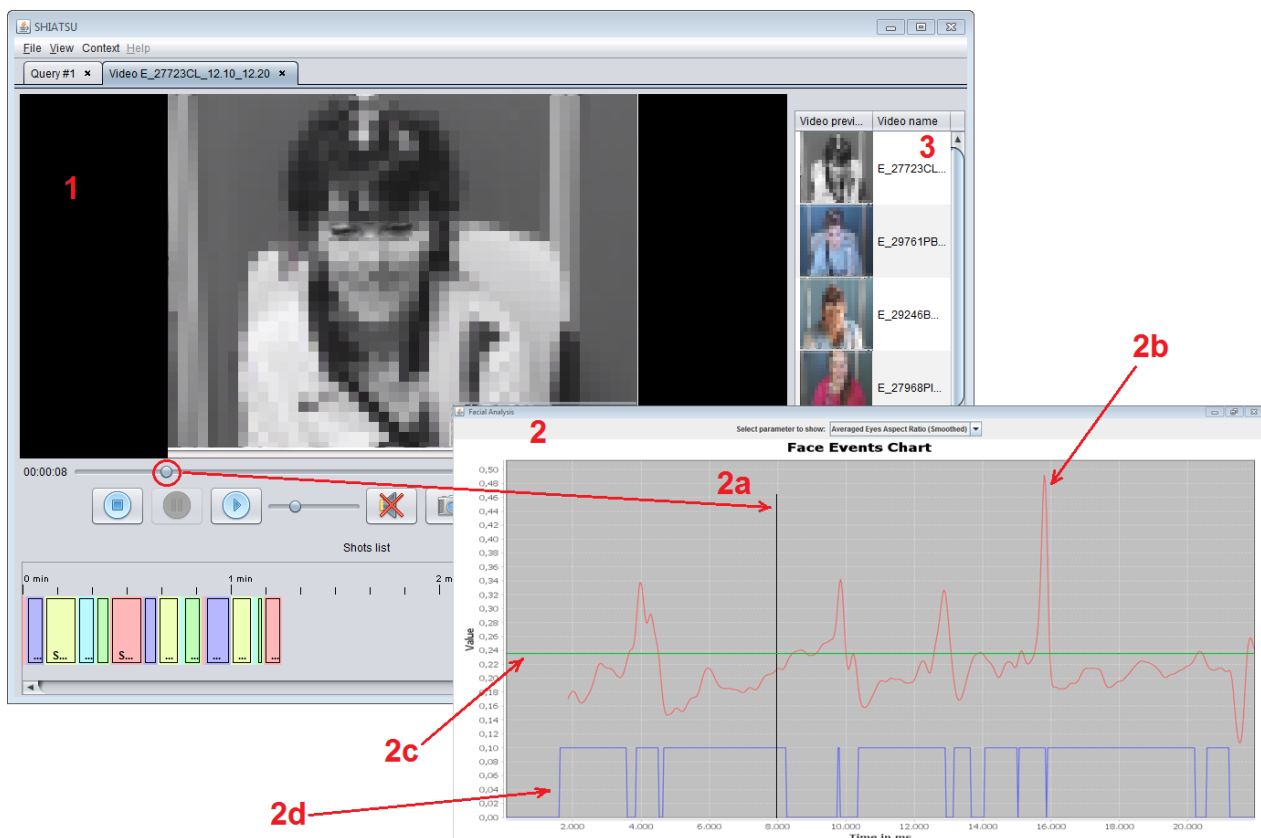 SHIATSU
File View Context Help
Query #1 × Video E_27723CL_12.10_12.20 ×
Video previ... Video name
1
3
E_27723CL...
E_29761PB...
E_29246B...
E_27968PI...
2b
Facial Analysis
2
Select parameter to show: Averaged Eyes Aspect Ratio (Smoothed)
Face Events Chart
00:00:08
2a
Shots list
0 min 1 min 2 m
... S... ... S... ... ... ... ... ...
Value
0,50
0,48
0,46
0,44
0,42
0,40
0,38
0,36
0,34
0,32
0,30
0,28
0,26
0,24
0,22
0,20
0,18
0,16
0,14
0,12
0,10
0,08
0,06
0,04
0,02
0,00
2c
2d
2.000 4.000 6.000 8.000 10.000 12.000 14.000 16.000 18.000 20.000
Time in ms